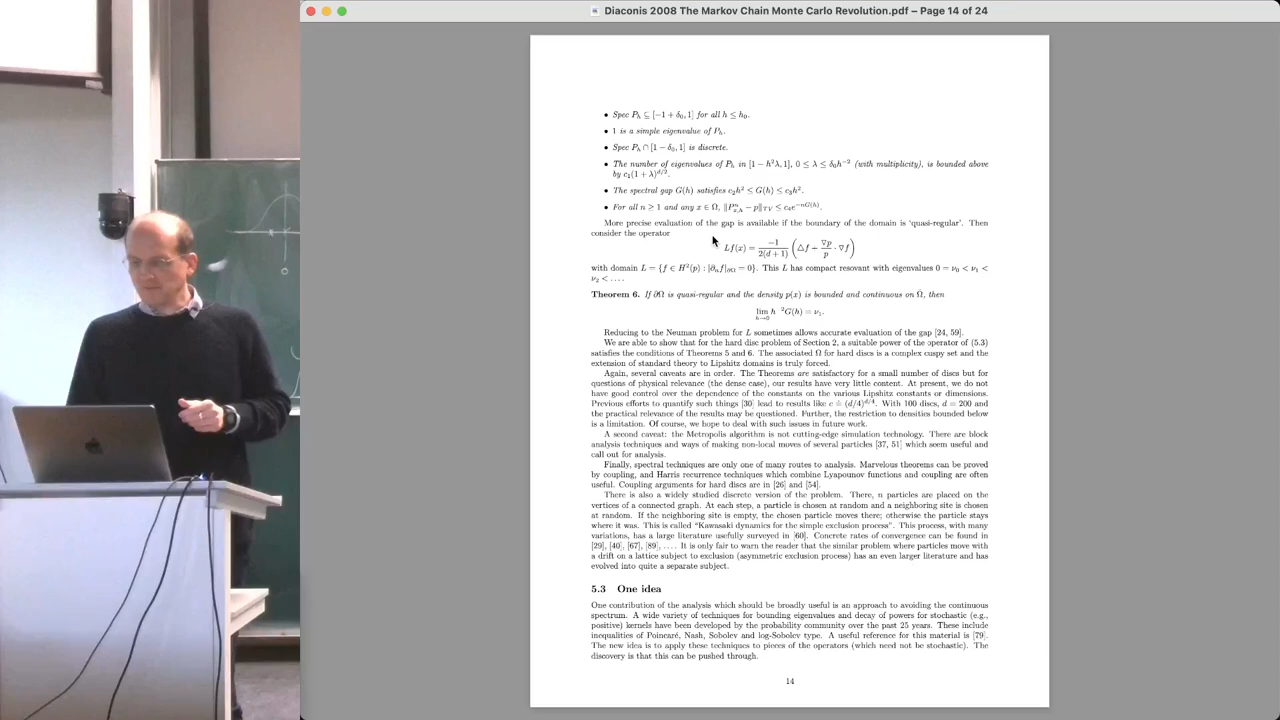 Diaconis 2008 The Markov Chain Monte Carlo Revolution.pdf – Page 14 of 24
• Spec Pₕ ⊆ [−1 + δ₀, 1] for all h ≤ h₀.
• 1 is a simple eigenvalue of Pₕ.
• Spec Pₕ ∩ [1 − δ₀, 1] is discrete.
• The number of eigenvalues of Pₕ in [1 − h²λ, 1], 0 ≤ λ ≤ δ₀h⁻² (with multiplicity), is bounded above
by c₁(1 + λ)^{d/2}.
• The spectral gap G(h) satisfies c₂h² ≤ G(h) ≤ c₃h².
• For all n ≥ 1 and any x ∈ Ω, ‖Pⁿₓ,ₕ − p‖_{TV} ≤ c₄e^{−nG(h)}.
More precise evaluation of the gap is available if the boundary of the domain is 'quasi-regular'. Then
consider the operator
Lf(x) = −1/2(d+1) (△f + ▽p/p · ▽f)
with domain L = {f ∈ H²(p) : |∂ₙf|_{∂Ω} = 0}. This L has compact resovant with eigenvalues 0 = ν₀ < ν₁ <
ν₂ < . . . .
Theorem 6. If ∂Ω is quasi-regular and the density p(x) is bounded and continuous on Ω̄, then
lim_{h→0} h⁻²G(h) = ν₁.
Reducing to the Neuman problem for L sometimes allows accurate evaluation of the gap [24, 59].
We are able to show that for the hard disc problem of Section 2, a suitable power of the operator of (5.3)
satisfies the conditions of Theorems 5 and 6. The associated Ω for hard discs is a complex cuspy set and the
extension of standard theory to Lipshitz domains is truly forced.
Again, several caveats are in order. The Theorems are satisfactory for a small number of discs but for
questions of physical relevance (the dense case), our results have very little content. At present, we do not
have good control over the dependence of the constants on the various Lipshitz constants or dimensions.
Previous efforts to quantify such things [30] lead to results like c ≐ (d/4)^{d/4}. With 100 discs, d = 200 and
the practical relevance of the results may be questioned. Further, the restriction to densities bounded below
is a limitation. Of course, we hope to deal with such issues in future work.
A second caveat: the Metropolis algorithm is not cutting-edge simulation technology. There are block
analysis techniques and ways of making non-local moves of several particles [37, 51] which seem useful and
call out for analysis.
Finally, spectral techniques are only one of many routes to analysis. Marvelous theorems can be proved
by coupling, and Harris recurrence techniques which combine Lyapounov functions and coupling are often
useful. Coupling arguments for hard discs are in [26] and [54].
There is also a widely studied discrete version of the problem. There, n particles are placed on the
vertices of a connected graph. At each step, a particle is chosen at random and a neighboring site is chosen
at random. If the neighboring site is empty, the chosen particle moves there; otherwise the particle stays
where it was. This is called “Kawasaki dynamics for the simple exclusion process”. This process, with many
variations, has a large literature usefully surveyed in [60]. Concrete rates of convergence can be found in
[29], [40], [67], [89], . . . . It is only fair to warn the reader that the similar problem where particles move with
a drift on a lattice subject to exclusion (asymmetric exclusion process) has an even larger literature and has
evolved into quite a separate subject.
5.3 One idea
One contribution of the analysis which should be broadly useful is an approach to avoiding the continuous
spectrum. A wide variety of techniques for bounding eigenvalues and decay of powers for stochastic (e.g.,
positive) kernels have been developed by the probability community over the past 25 years. These include
inequalities of Poincaré, Nash, Sobolev and log-Sobolev type. A useful reference for this material is [79].
The new idea is to apply these techniques to pieces of the operators (which need not be stochastic). The
discovery is that this can be pushed through.
14